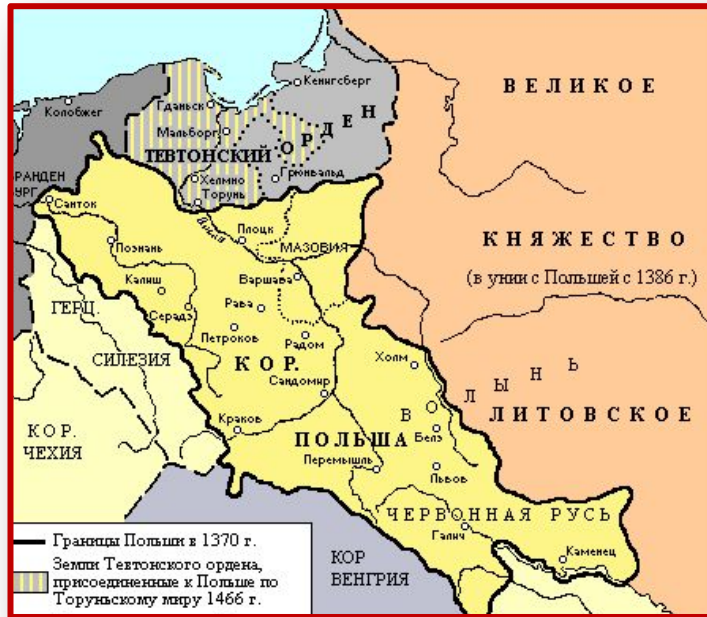 Кенигсберг
ВЕЛИКОЕ
Колобжег
Гданьск
Мальборг
ТЕВТОНСКИЙ ОРДЕН
РАНДЕН
УРГ
Хелмно
Грюнвальд
Торунь
Санток
Висла
Плоцк
МАЗОВИЯ
КНЯЖЕСТВО
Познань
(в унии с Польшей с 1386 г.)
Калиш
Варшава
ГЕРЦ.
Серадз
Рава
СИЛЕЗИЯ
Петроков
Радом
КОР.
Холм
Сандомир
ВОЛЫНЬ
ЛИТОВСКОЕ
КОР.
ЧЕХИЯ
Краков
ПОЛЬША
Белз
Перемышль
Львов
ЧЕРВОННАЯ РУСЬ
Галич
Каменец
КОР
ВЕНГРИЯ
Границы Польши в 1370 г.
Земли Тевтонского ордена,
присоединенные к Польше по
Торуньскому миру 1466 г.